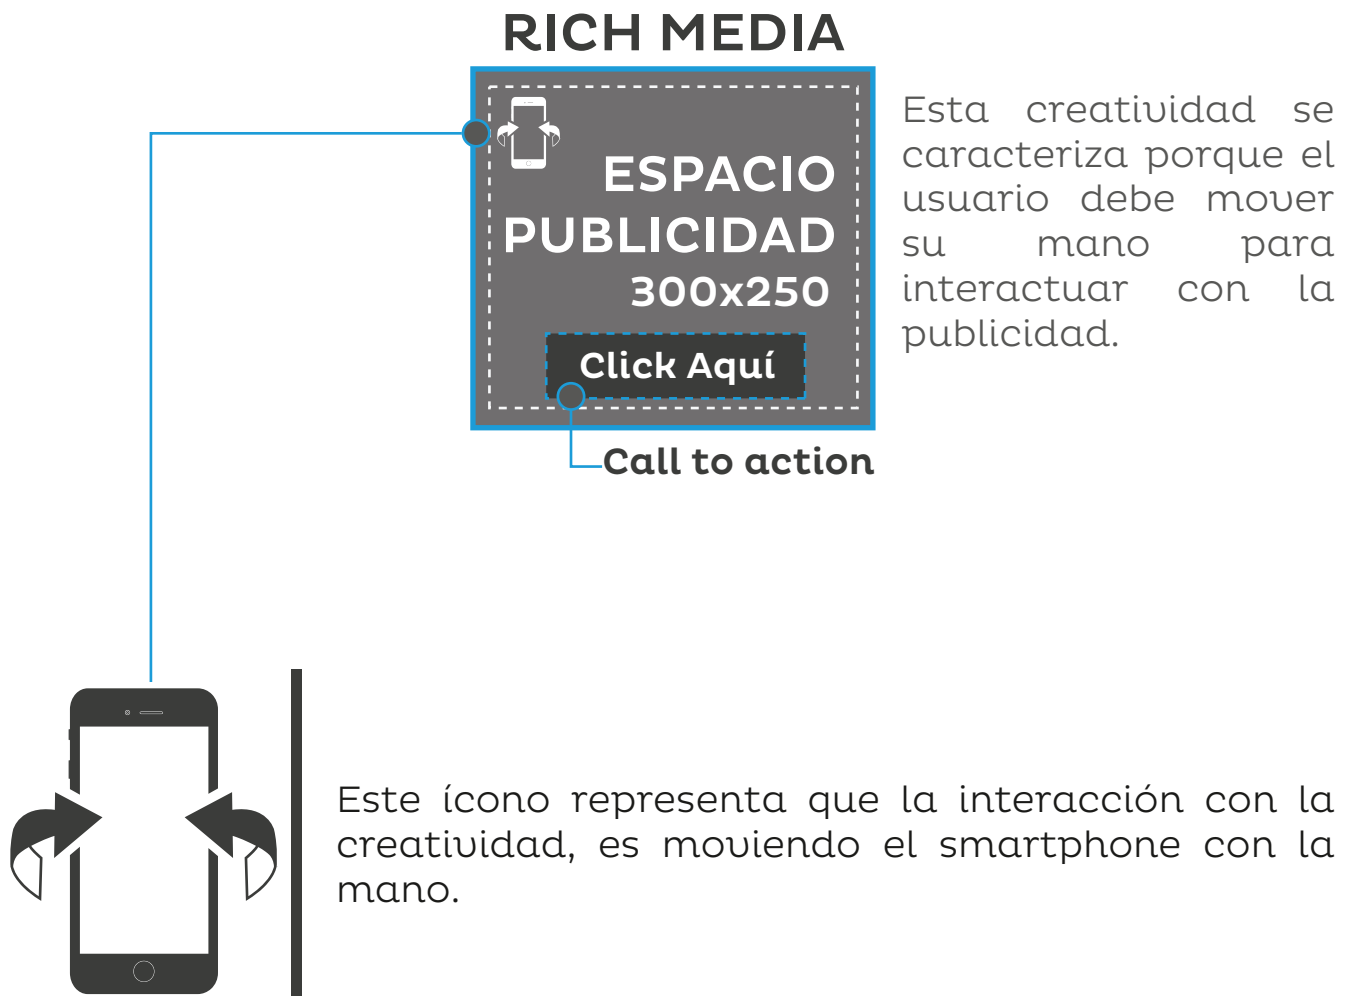 RICH MEDIA
ESPACIO
PUBLICIDAD
300x250
Click Aquí
Call to action
Esta creatividad se
caracteriza porque el
usuario debe mover
su mano para
interactuar con la
publicidad.
Este ícono representa que la interacción con la
creatividad, es moviendo el smartphone con la
mano.